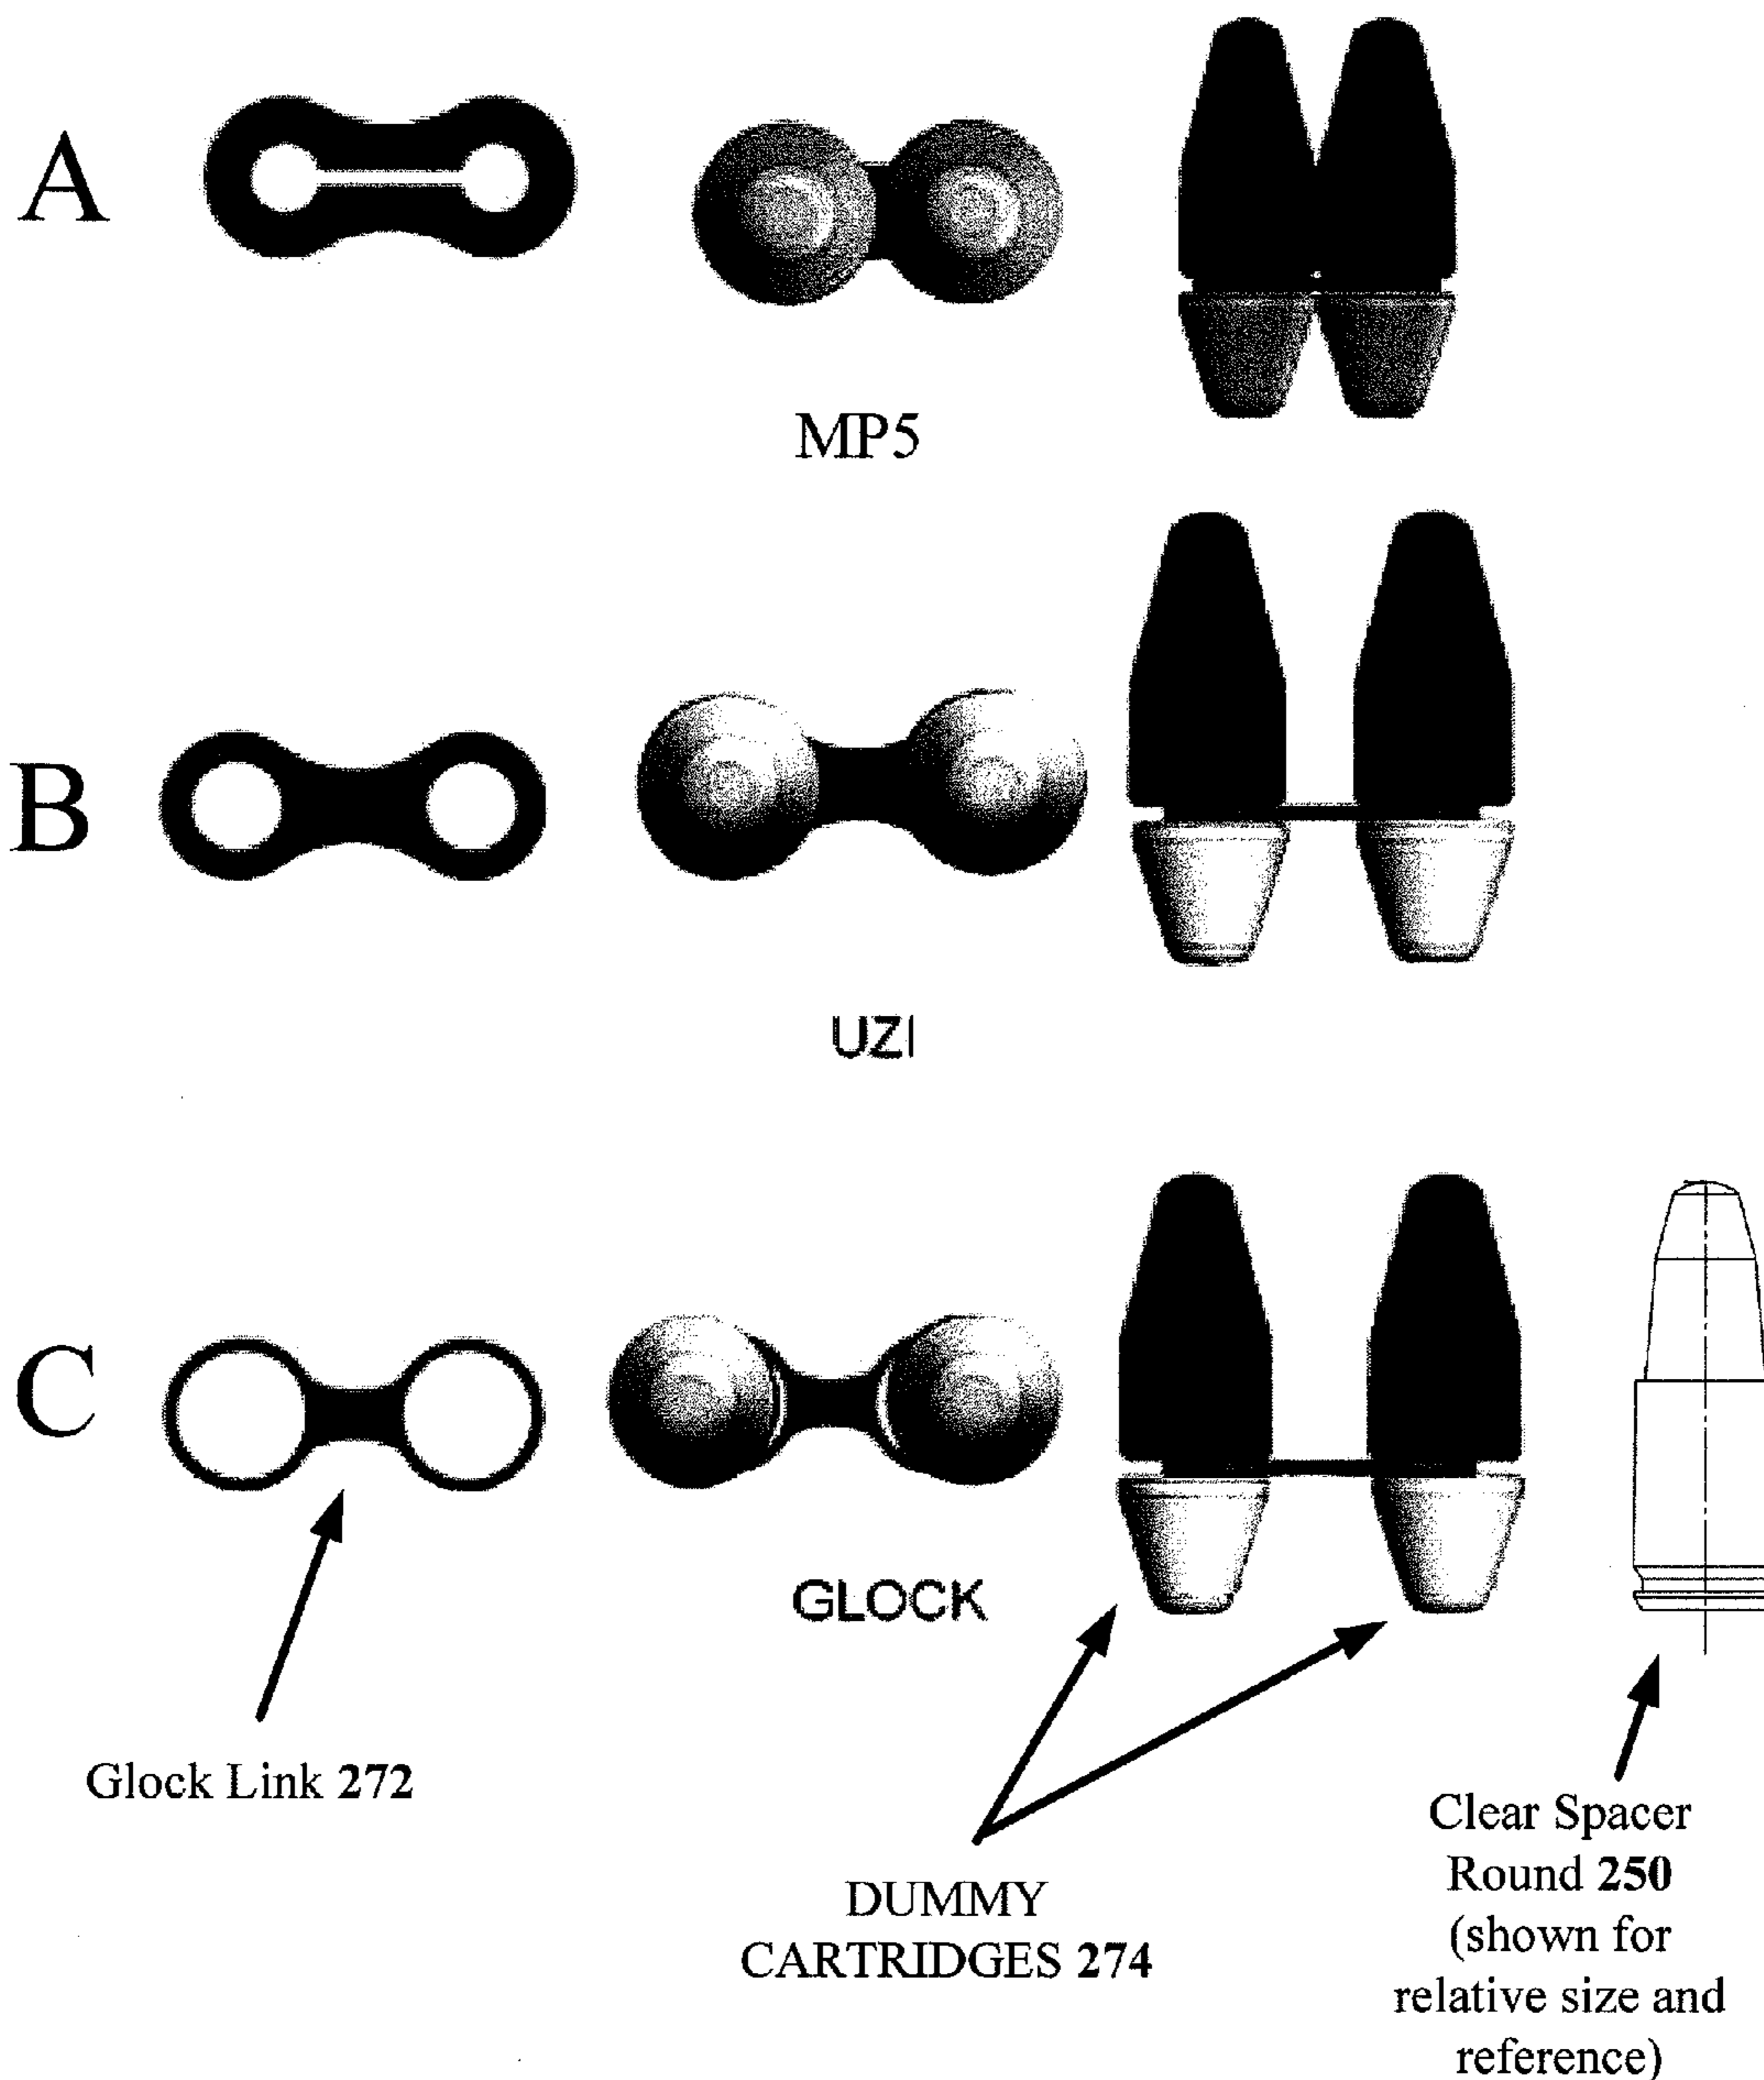 A
MP5
B
UZI
C
GLOCK
Glock Link 272
DUMMY
CARTRIDGES 274
Clear Spacer
Round 250
(shown for
relative size and
reference)